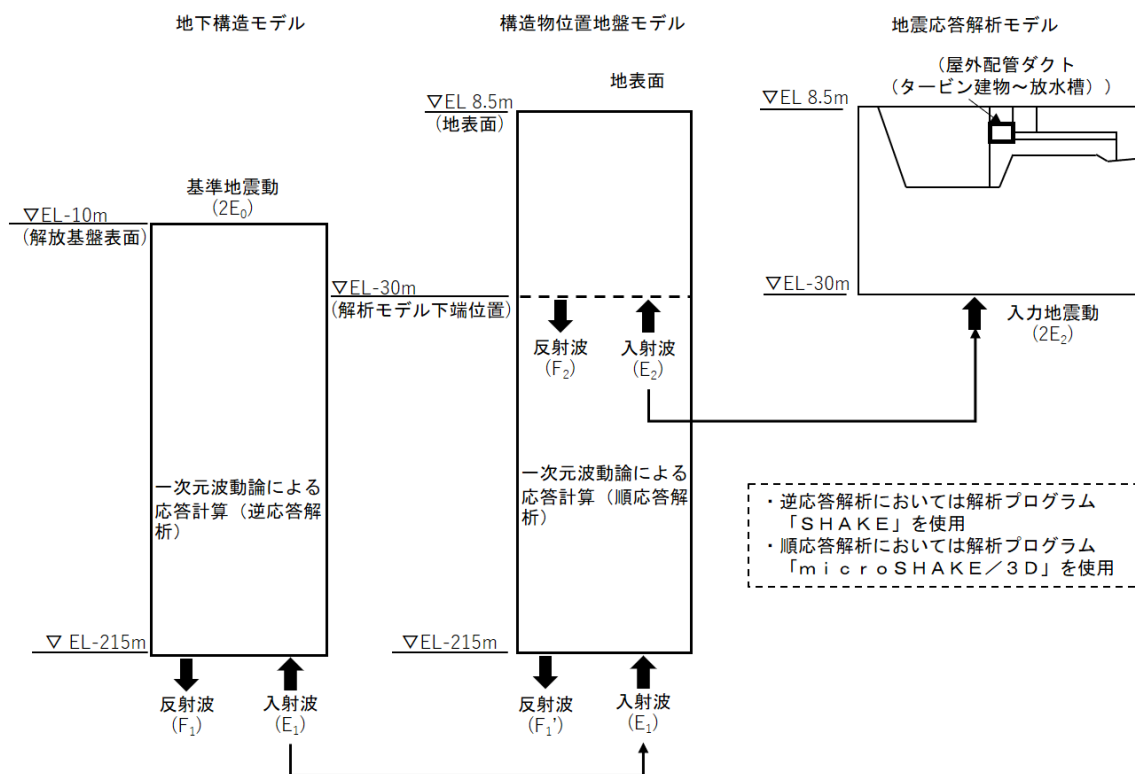 地下構造モデル
基準地震動
(2E₀)
▽EL-10m
(解放基盤表面)
一次元波動論による
応答計算（逆応答解
析）
▽ EL-215m
反射波
(F₁)
入射波
(E₁)
構造物位置地盤モデル
地表面
▽EL 8.5m
(地表面)
▽EL-30m
(解析モデル下端位置)
反射波
(F₂)
入射波
(E₂)
一次元波動論による
応答計算（順応答解
析）
▽EL-215m
反射波
(F₁')
入射波
(E₁)
地震応答解析モデル
（屋外配管ダクト
（タービン建物～放水槽））
▽EL 8.5m
▽EL-30m
入力地震動
(2E₂)
・逆応答解析においては解析プログラム
「ＳＨＡＫＥ」を使用
・順応答解析においては解析プログラム
「ｍｉｃｒｏＳＨＡＫＥ／３Ｄ」を使用